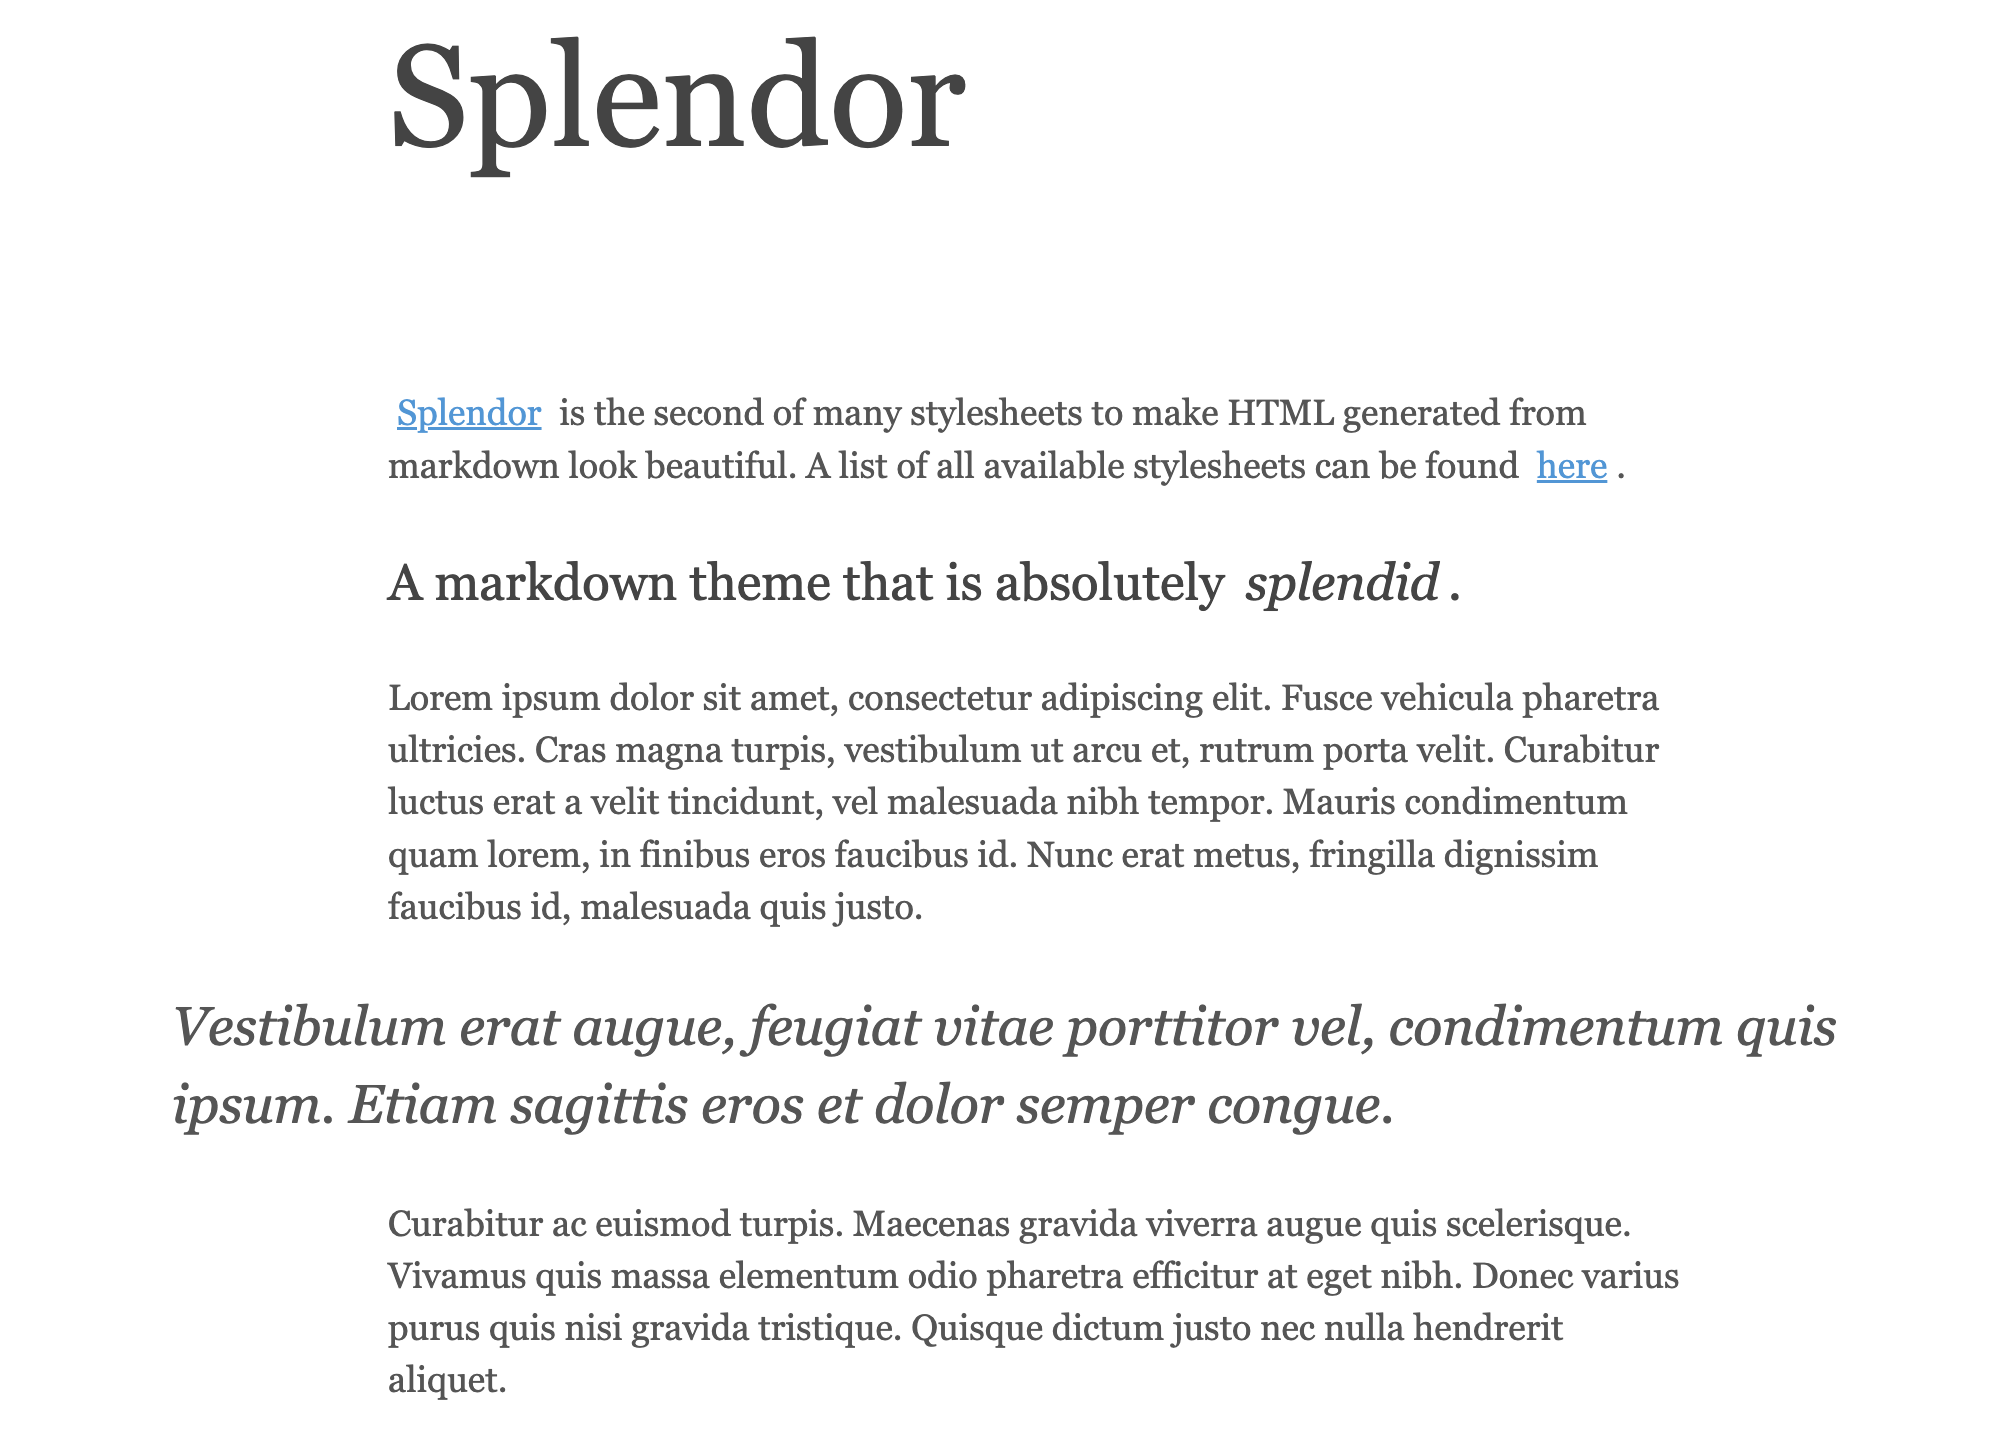 Splendor
Splendor is the second of many stylesheets to make HTML generated from
markdown look beautiful. A list of all available stylesheets can be found here .
A markdown theme that is absolutely splendid .
Lorem ipsum dolor sit amet, consectetur adipiscing elit. Fusce vehicula pharetra
ultricies. Cras magna turpis, vestibulum ut arcu et, rutrum porta velit. Curabitur
luctus erat a velit tincidunt, vel malesuada nibh tempor. Mauris condimentum
quam lorem, in finibus eros faucibus id. Nunc erat metus, fringilla dignissim
faucibus id, malesuada quis justo.
Vestibulum erat augue, feugiat vitae porttitor vel, condimentum quis
ipsum. Etiam sagittis eros et dolor semper congue.
Curabitur ac euismod turpis. Maecenas gravida viverra augue quis scelerisque.
Vivamus quis massa elementum odio pharetra efficitur at eget nibh. Donec varius
purus quis nisi gravida tristique. Quisque dictum justo nec nulla hendrerit
aliquet.